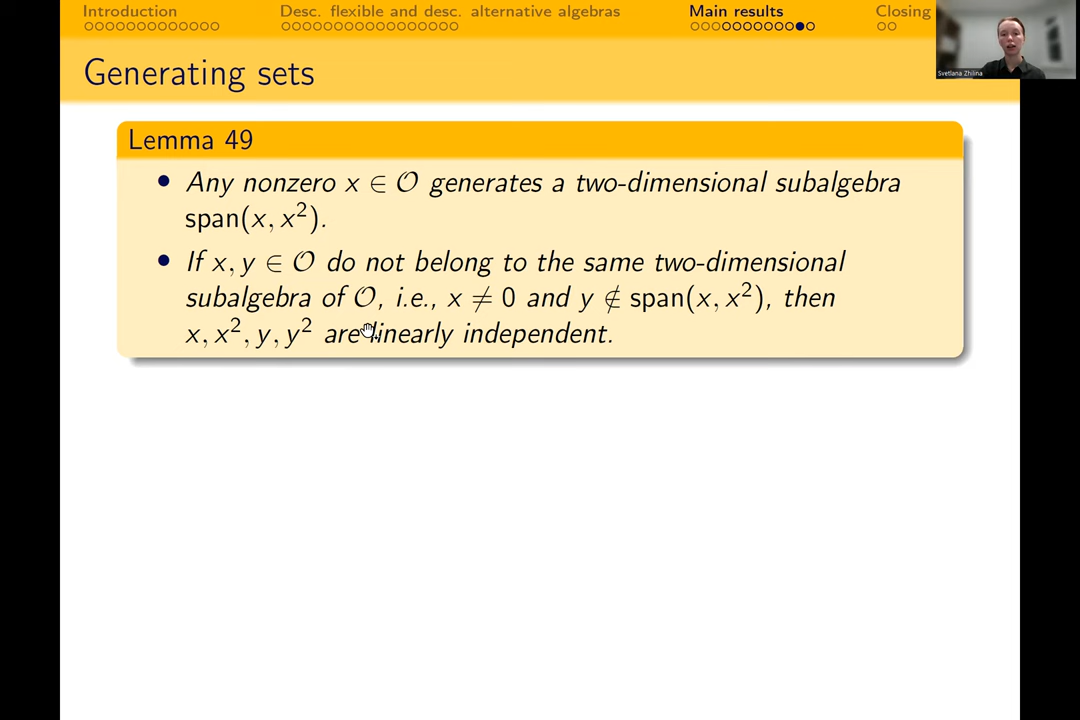 Introduction
Desc. flexible and desc. alternative algebras
Main results
Closing
Svetlana Zhilina
Generating sets
Lemma 49
• Any nonzero x ∈ 𝒪 generates a two-dimensional subalgebra
span(x, x²).
• If x, y ∈ 𝒪 do not belong to the same two-dimensional
subalgebra of 𝒪, i.e., x ≠ 0 and y ∉ span(x, x²), then
x, x², y, y² are linearly independent.